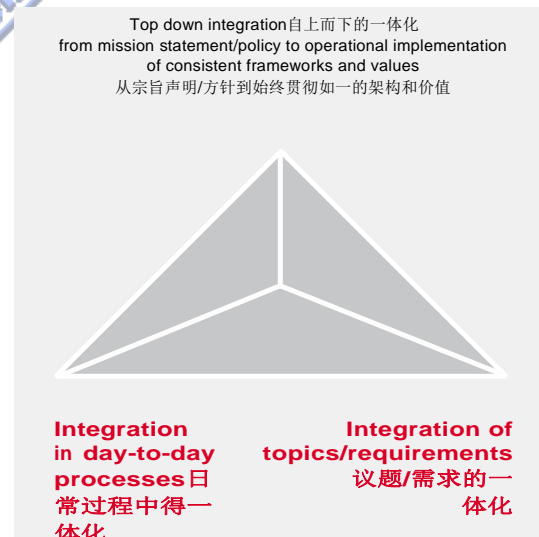 Top down integration自上而下的一体化
from mission statement/policy to operational implementation
of consistent frameworks and values
从宗旨声明/方针到始终贯彻如一的架构和价值
Integration
in day-to-day
processes日
常过程中得一
体化
Integration of
topics/requirements
议题/需求的一
体化